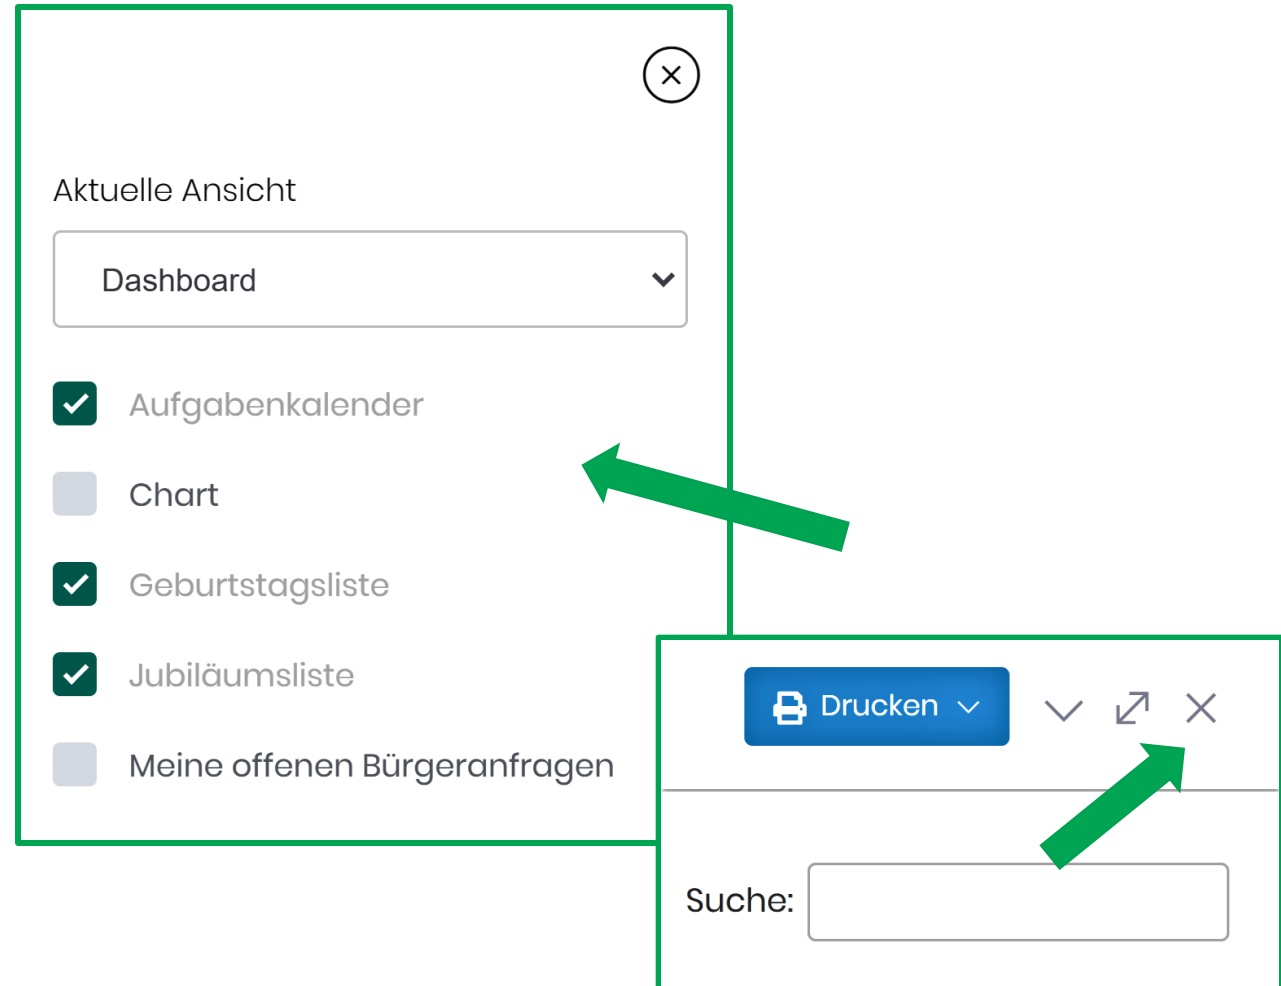 Aktuelle Ansicht
Dashboard
Aufgabenkalender
Chart
Geburtstagsliste
Jubiläumsliste
Meine offenen Bürgeranfragen
Drucken
Suche: